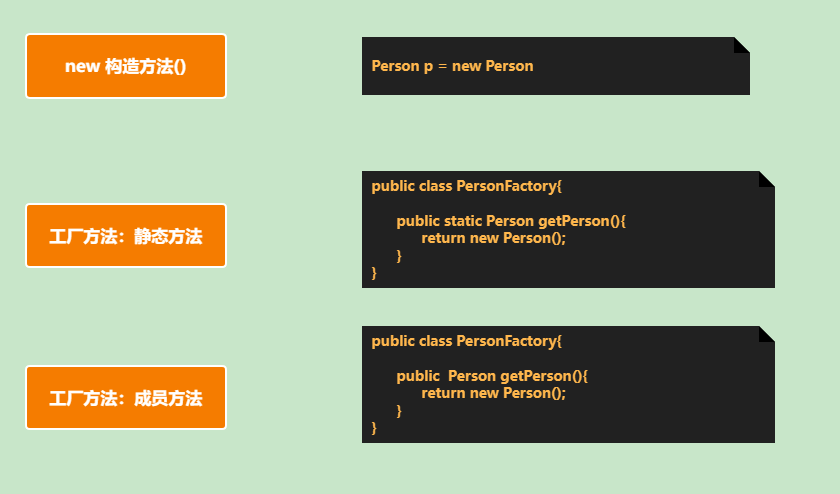 new 构造方法()
Person p = new Person
工厂方法：静态方法
public class PersonFactory{
public static Person getPerson(){
return new Person();
}
}
工厂方法：成员方法
public class PersonFactory{
public  Person getPerson(){
return new Person();
}
}